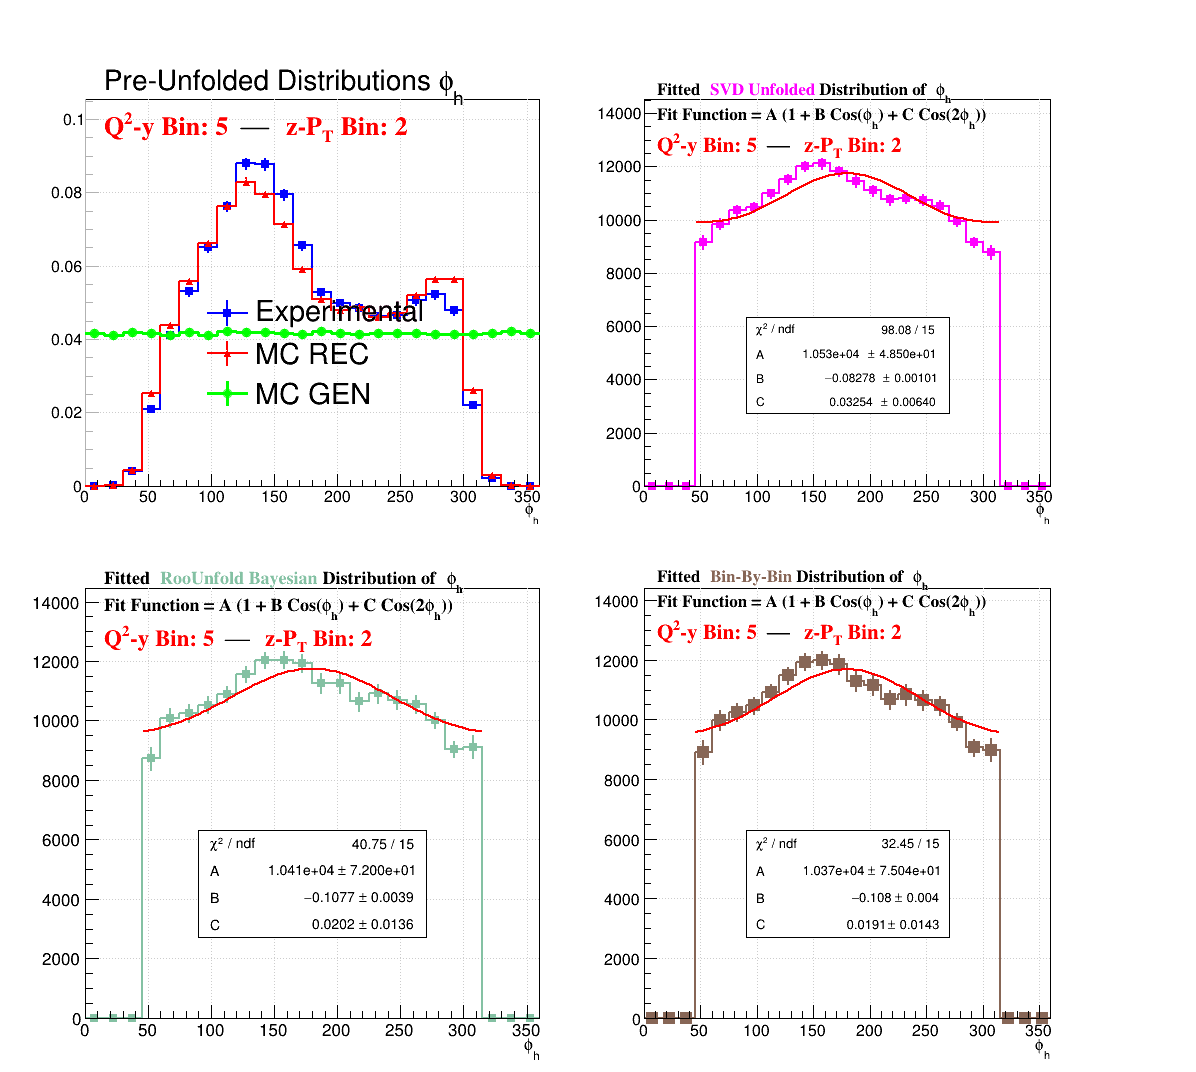 Pre-Unfolded Distributions ϕh
Q²-y Bin: 5 — z-PT Bin: 2
0.1
0.08
0.06
0.04
0.02
0
Experimental
MC REC
MC GEN
0 50 100 150 200 250 300 350
ϕh
Fitted SVD Unfolded Distribution of ϕh
Fit Function = A (1 + B Cos(ϕh) + C Cos(2ϕh))
Q²-y Bin: 5 — z-PT Bin: 2
14000
12000
10000
8000
6000
4000
2000
0
χ² / ndf 98.08 / 15
A 1.053e+04 ± 4.850e+01
B −0.08278 ± 0.00101
C 0.03254 ± 0.00640
0 50 100 150 200 250 300 350
ϕh
Fitted RooUnfold Bayesian Distribution of ϕh
Fit Function = A (1 + B Cos(ϕh) + C Cos(2ϕh))
Q²-y Bin: 5 — z-PT Bin: 2
14000
12000
10000
8000
6000
4000
2000
0
χ² / ndf 40.75 / 15
A 1.041e+04 ± 7.200e+01
B −0.1077 ± 0.0039
C 0.0202 ± 0.0136
0 50 100 150 200 250 300 350
ϕh
Fitted Bin-By-Bin Distribution of ϕh
Fit Function = A (1 + B Cos(ϕh) + C Cos(2ϕh))
Q²-y Bin: 5 — z-PT Bin: 2
14000
12000
10000
8000
6000
4000
2000
0
χ² / ndf 32.45 / 15
A 1.037e+04 ± 7.504e+01
B −0.108 ± 0.004
C 0.0191 ± 0.0143
0 50 100 150 200 250 300 350
ϕh